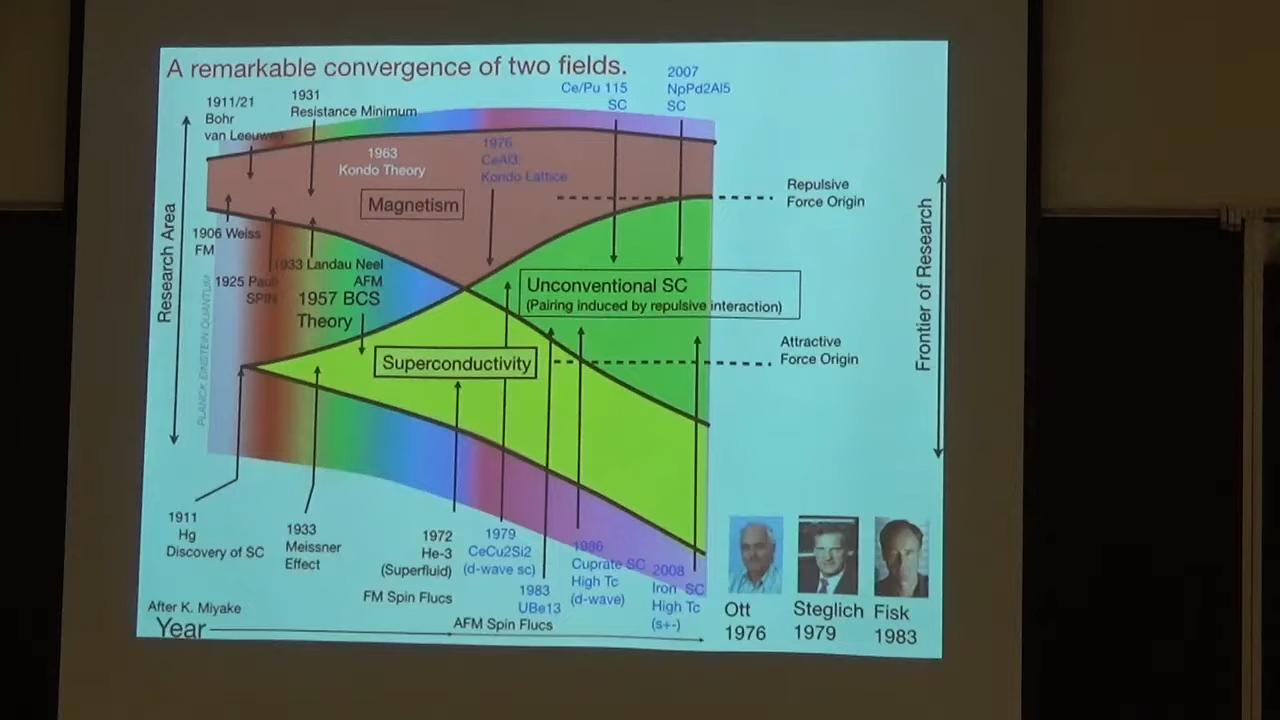 A remarkable convergence of two fields.
1911/21
Bohr
van Leeuwen
1931
Resistance Minimum
Ce/Pu 115
SC
2007
NpPd2Al5
SC
1963
Kondo Theory
1976
CeAl3
Kondo Lattice
Magnetism
Repulsive
Force Origin
Research Area
Frontier of Research
1906 Weiss
FM
1925 Pauli
SPIN
1933 Landau Neel
AFM
PLANCK EINSTEIN QUANTUM
1957 BCS
Theory
Unconventional SC
(Pairing induced by repulsive interaction)
Superconductivity
Attractive
Force Origin
1911
Hg
Discovery of SC
1933
Meissner
Effect
1972
He-3
(Superfluid)
FM Spin Flucs
1979
CeCu2Si2
(d-wave sc)
1983
UBe13
AFM Spin Flucs
1986
Cuprate SC
High Tc
(d-wave)
2008
Iron SC
High Tc
(s+-)
Ott
1976
Steglich
1979
Fisk
1983
After K. Miyake
Year